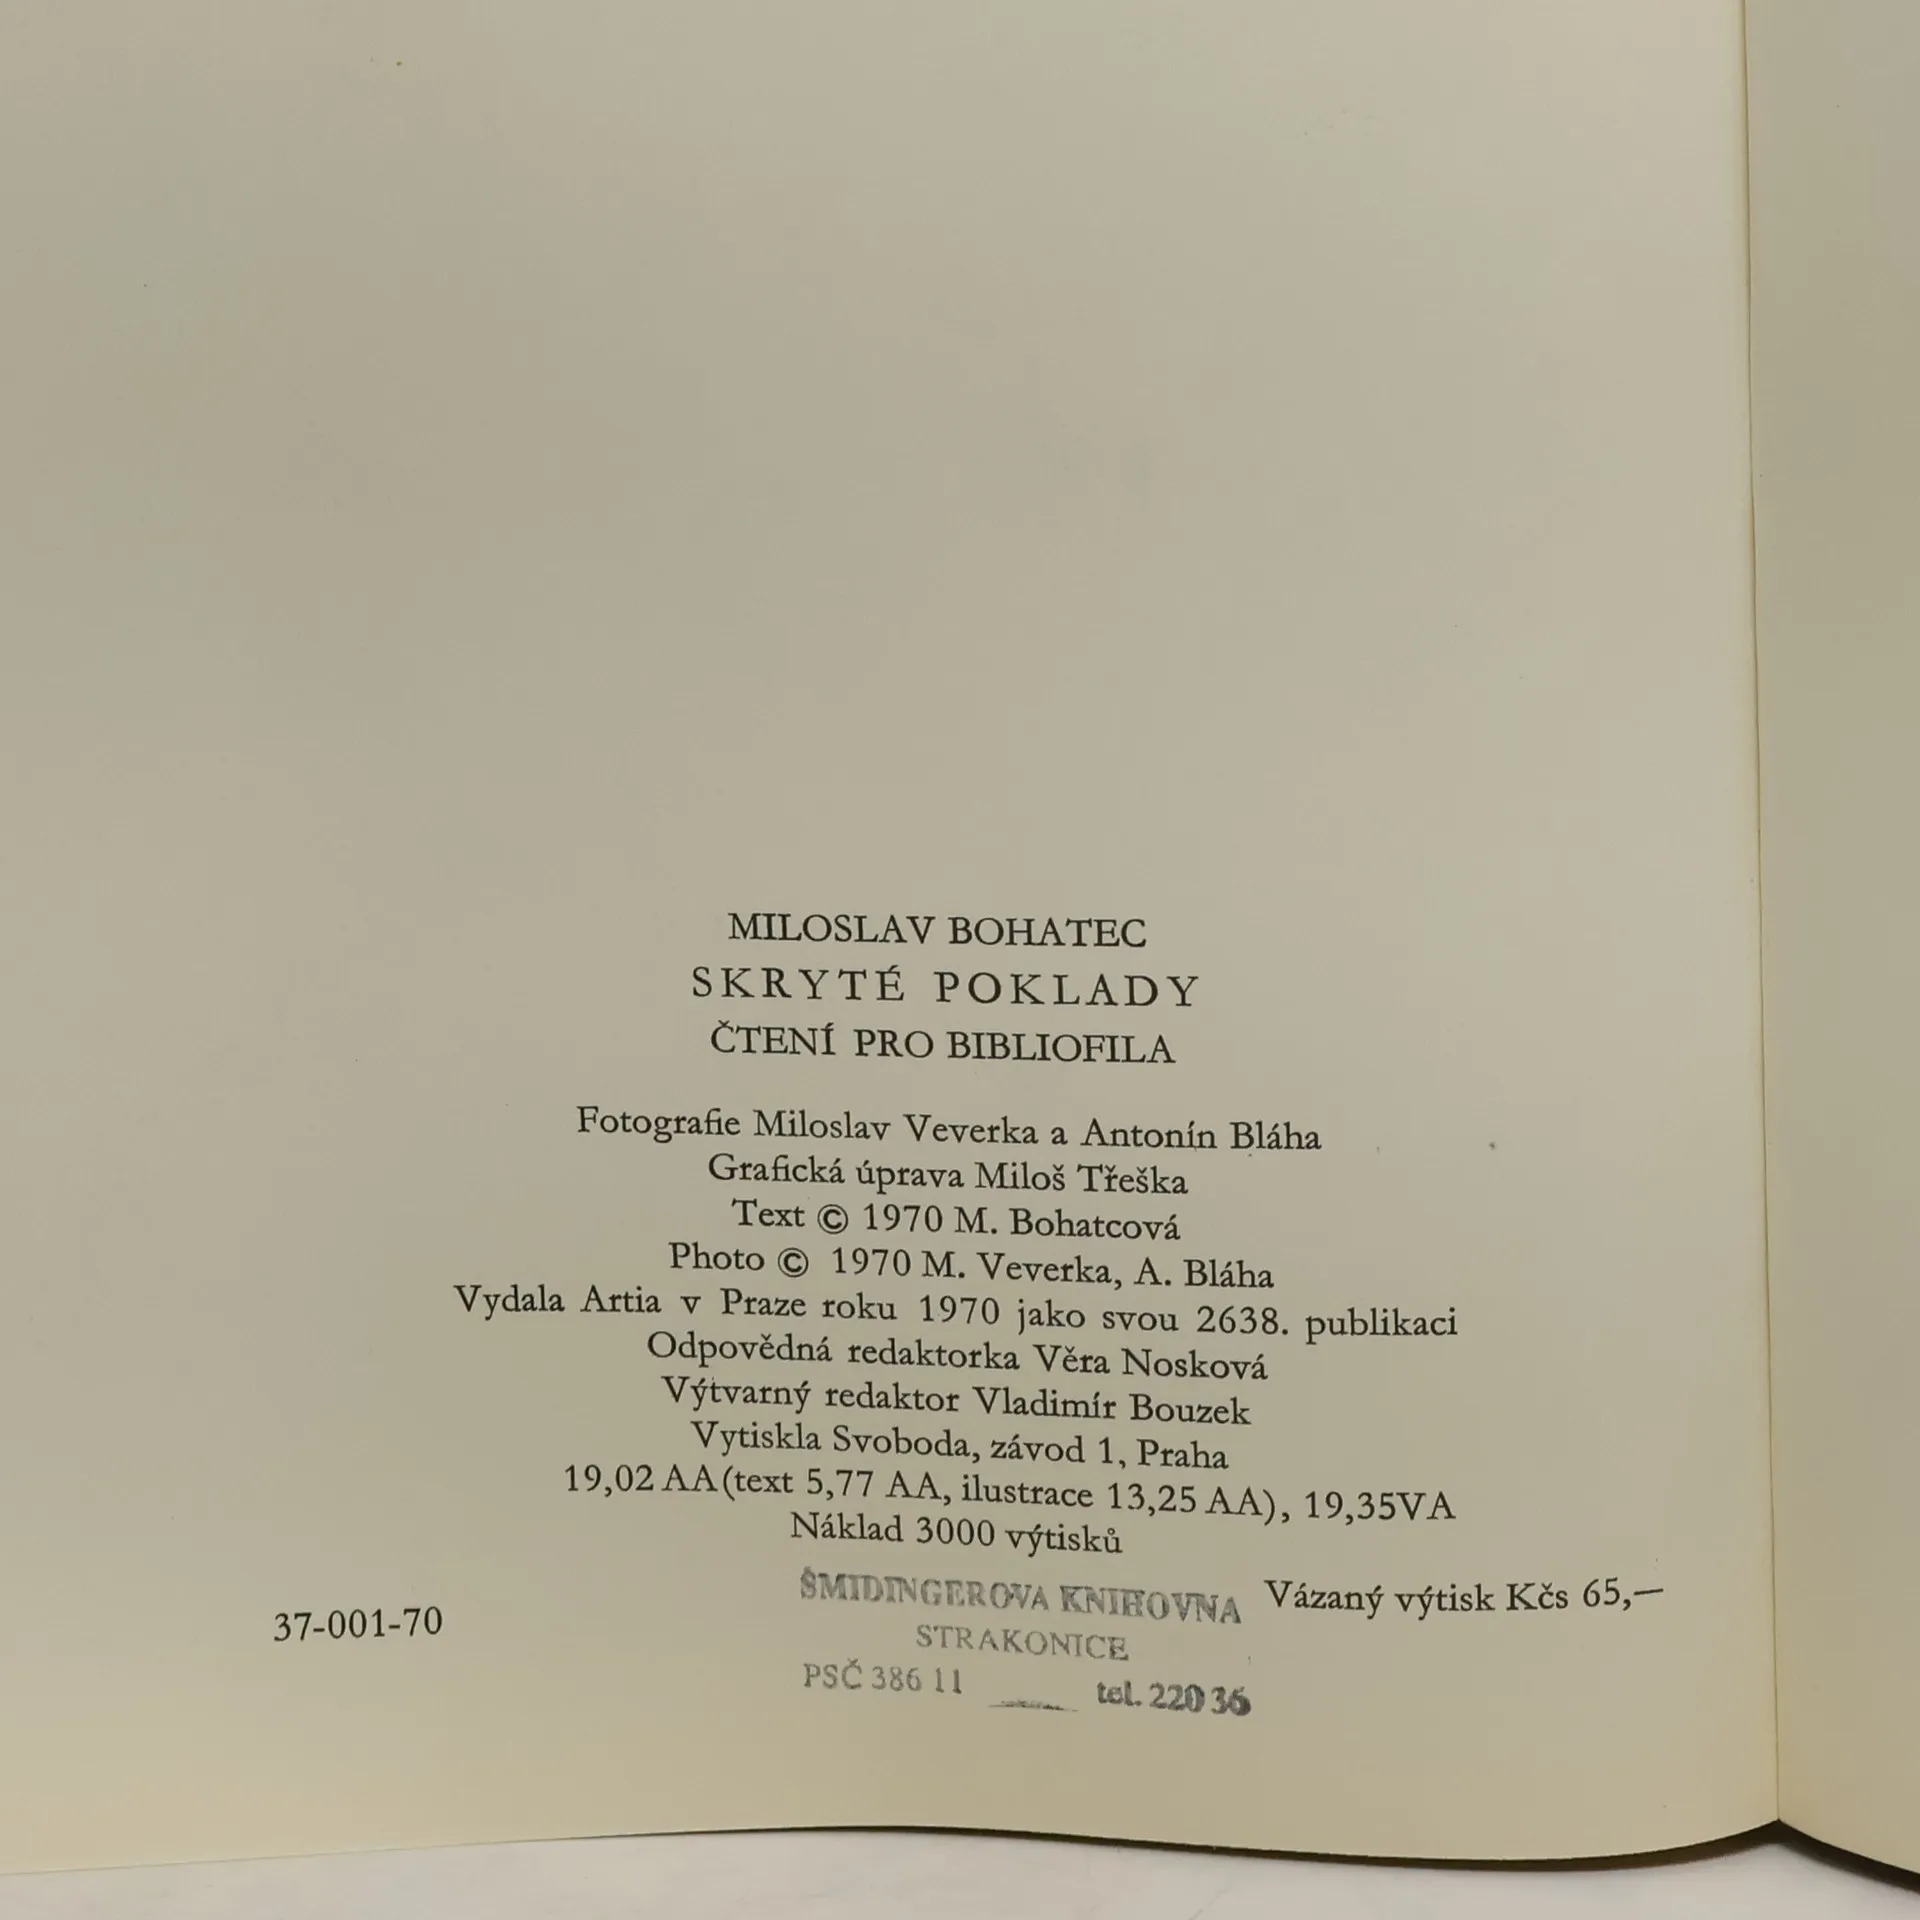 MILOSLAV BOHATEC
SKRYTÉ POKLADY
ČTENÍ PRO BIBLIOFILA
Fotografie Miloslav Veverka a Antonín Bláha
Grafická úprava Miloš Třeška
Text © 1970 M. Bohatcová
Photo © 1970 M. Veverka, A. Bláha
Vydala Artia v Praze roku 1970 jako svou 2638. publikaci
Odpovědná redaktorka Věra Nosková
Výtvarný redaktor Vladimír Bouzek
Vytiskla Svoboda, závod 1, Praha
19,02 AA (text 5,77 AA, ilustrace 13,25 AA), 19,35VA
Náklad 3000 výtisků
37-001-70
Vázaný výtisk Kčs 65,—
ŠMIDINGEROVA KNIHOVNA
STRAKONICE
PSČ 386 11 tel. 220 36